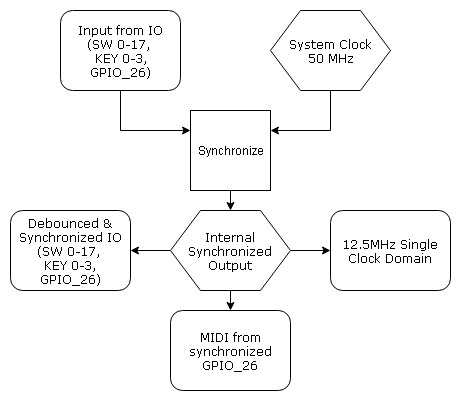 Input from IO
(SW 0-17,
KEY 0-3,
GPIO_26)
System Clock
50 MHz
Synchronize
Debounced &
Synchronized IO
(SW 0-17,
KEY 0-3,
GPIO_26)
Internal
Synchronized
Output
12.5MHz Single
Clock Domain
MIDI from
synchronized
GPIO_26